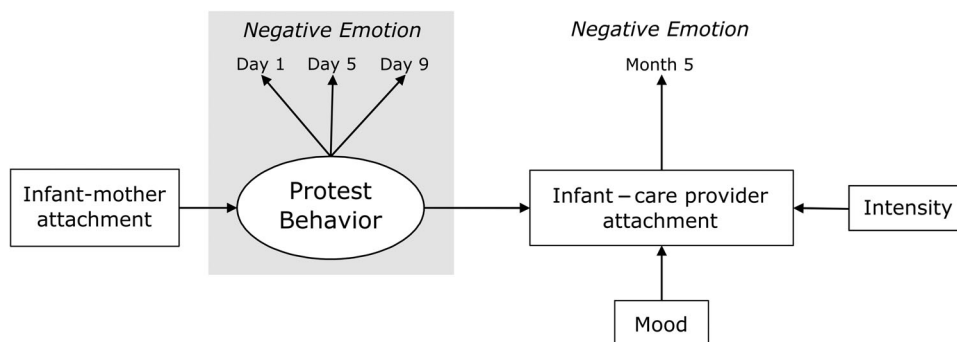 Negative Emotion
Day 1 Day 5 Day 9
Negative Emotion
Month 5
Infant-mother
attachment
Protest
Behavior
Infant – care provider
attachment
Intensity
Mood